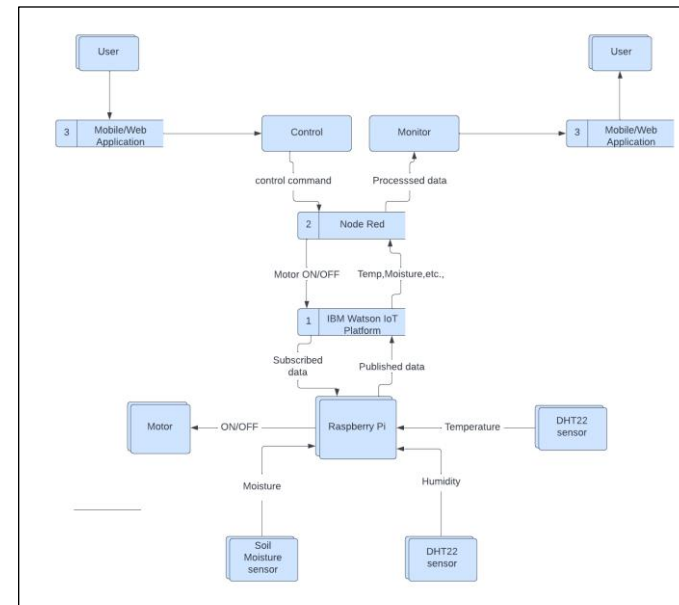 User
User
3
Mobile/Web
Application
Control
Monitor
3
Mobile/Web
Application
control command
Processsed data
2
Node Red
Motor ON/OFF
Temp,Moisture,etc.,
1
IBM Watson IoT
Platform
Subscribed
data
Published data
Motor
ON/OFF
Raspberry Pi
Temperature
DHT22
sensor
Moisture
Humidity
Soil
Moisture
sensor
DHT22
sensor